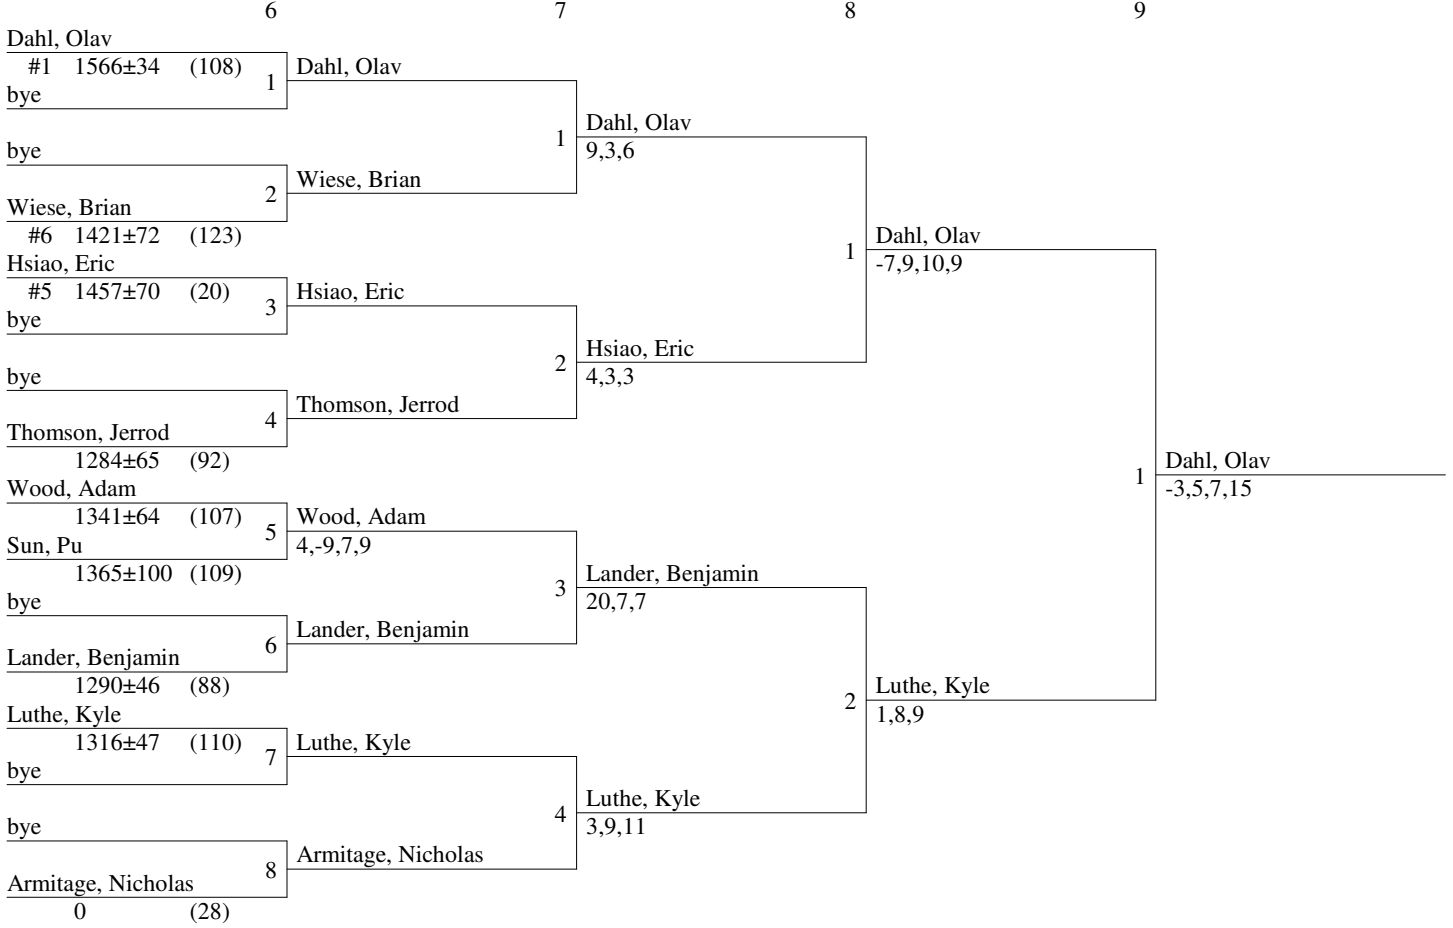 6 7 8 9
Dahl, Olav
#1 1566±34 (108)
bye
1
bye
Wiese, Brian
#6 1421±72 (123)
2
Hsiao, Eric
#5 1457±70 (20)
bye
3
bye
Thomson, Jerrod
1284±65 (92)
4
Wood, Adam
1341±64 (107)
Sun, Pu
1365±100 (109)
5
bye
Lander, Benjamin
1290±46 (88)
6
Luthe, Kyle
1316±47 (110)
bye
7
bye
Armitage, Nicholas
0 (28)
8
Dahl, Olav
Wiese, Brian
1
Hsiao, Eric
Thomson, Jerrod
2
Wood, Adam
4,-9,7,9
Lander, Benjamin
3
Luthe, Kyle
Armitage, Nicholas
4
Dahl, Olav
9,3,6
Hsiao, Eric
4,3,3
1
Lander, Benjamin
20,7,7
Luthe, Kyle
3,9,11
2
Dahl, Olav
-7,9,10,9
Luthe, Kyle
1,8,9
1
Dahl, Olav
-3,5,7,15